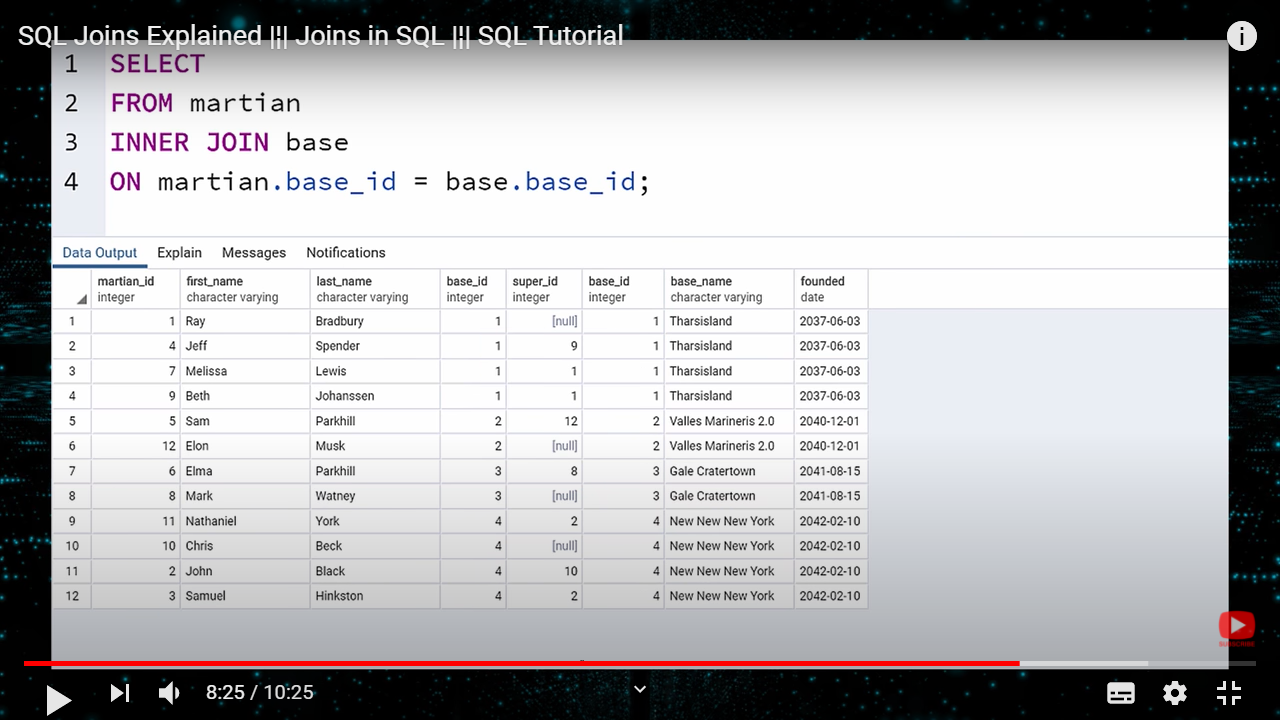 SQL Joins Explained |¦| Joins in SQL |¦| SQL Tutorial
1 SELECT
2 FROM martian
3 INNER JOIN base
4 ON martian.base_id = base.base_id;
Data Output Explain Messages Notifications
martian_id first_name last_name base_id super_id base_id base_name founded
integer character varying character varying integer integer integer character varying date
1 1 Ray Bradbury 1 [null] 1 Tharsisland 2037-06-03
2 4 Jeff Spender 1 9 1 Tharsisland 2037-06-03
3 7 Melissa Lewis 1 1 1 Tharsisland 2037-06-03
4 9 Beth Johanssen 1 1 1 Tharsisland 2037-06-03
5 5 Sam Parkhill 2 12 2 Valles Marineris 2.0 2040-12-01
6 12 Elon Musk 2 [null] 2 Valles Marineris 2.0 2040-12-01
7 6 Elma Parkhill 3 8 3 Gale Cratertown 2041-08-15
8 8 Mark Watney 3 [null] 3 Gale Cratertown 2041-08-15
9 11 Nathaniel York 4 2 4 New New New York 2042-02-10
10 10 Chris Beck 4 [null] 4 New New New York 2042-02-10
11 2 John Black 4 10 4 New New New York 2042-02-10
12 3 Samuel Hinkston 4 2 4 New New New York 2042-02-10
SUBSCRIBE
8:25 / 10:25